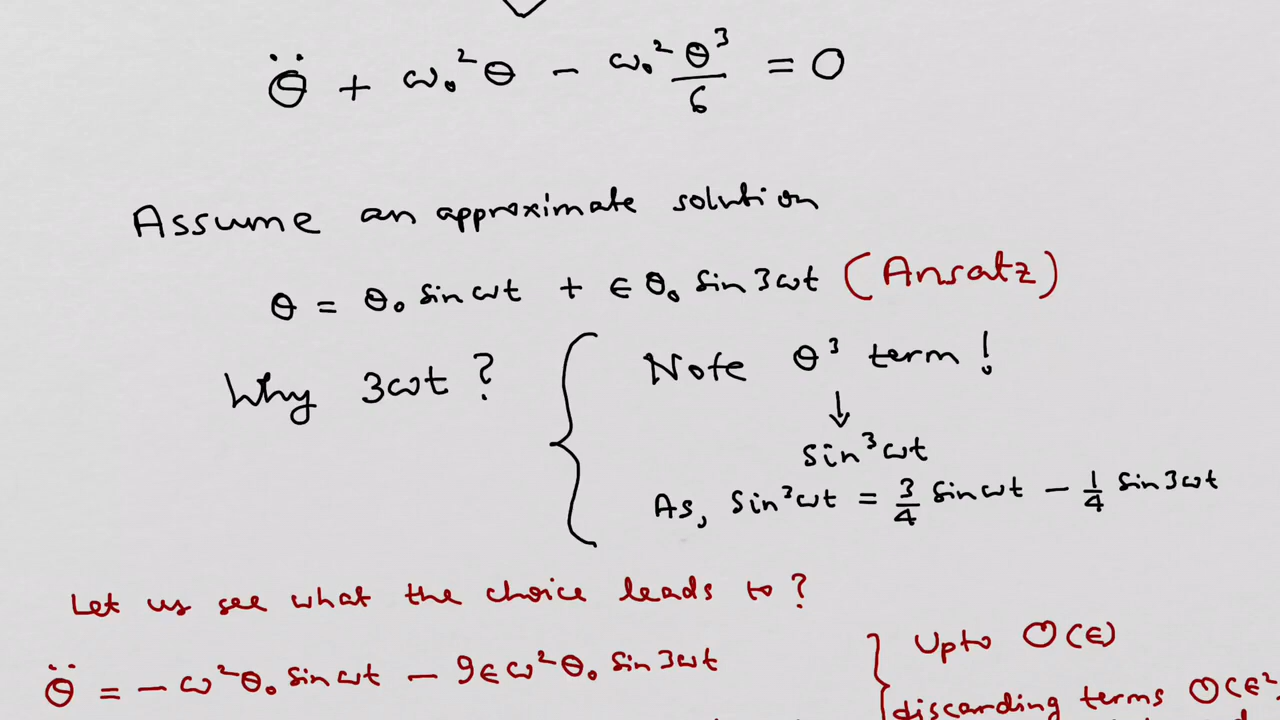 θ̈ + ω₀²θ − ω₀² θ³/6 = 0
Assume an approximate solution
θ = θ₀ sin ωt + ϵ θ₀ sin 3ωt (Ansatz)
Why 3ωt ?
Note θ³ term !
↓
sin³ωt
As, sin³ωt = 3/4 sin ωt − 1/4 sin 3ωt
Let us see what the choice leads to ?
θ̈ = − ω²θ₀ sin ωt − 9ϵω²θ₀ sin 3ωt
Upto O(ϵ)
discarding terms O(ϵ²